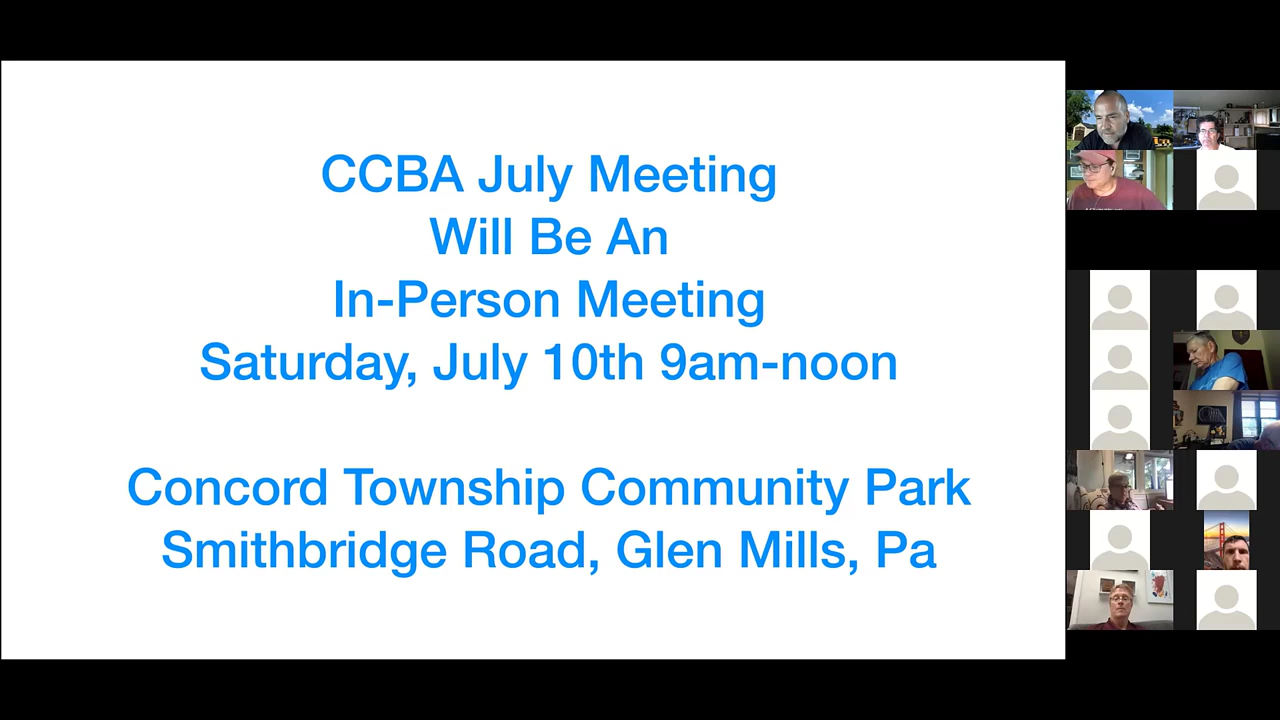 CCBA July Meeting
Will Be An
In-Person Meeting
Saturday, July 10th 9am-noon
Concord Township Community Park
Smithbridge Road, Glen Mills, Pa